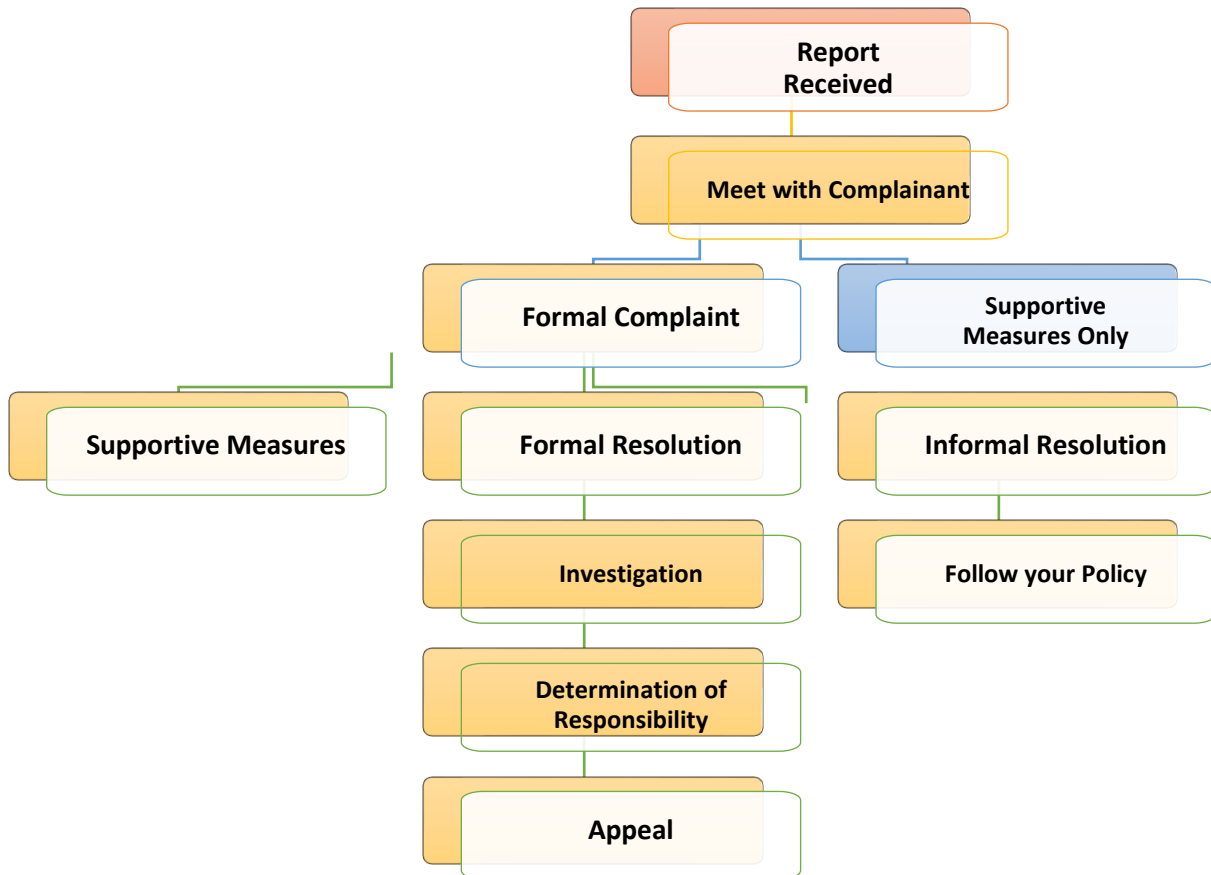 Report
Received
Meet with Complainant
Formal Complaint
Supportive
Measures Only
Supportive Measures
Formal Resolution
Informal Resolution
Investigation
Follow your Policy
Determination of
Responsibility
Appeal